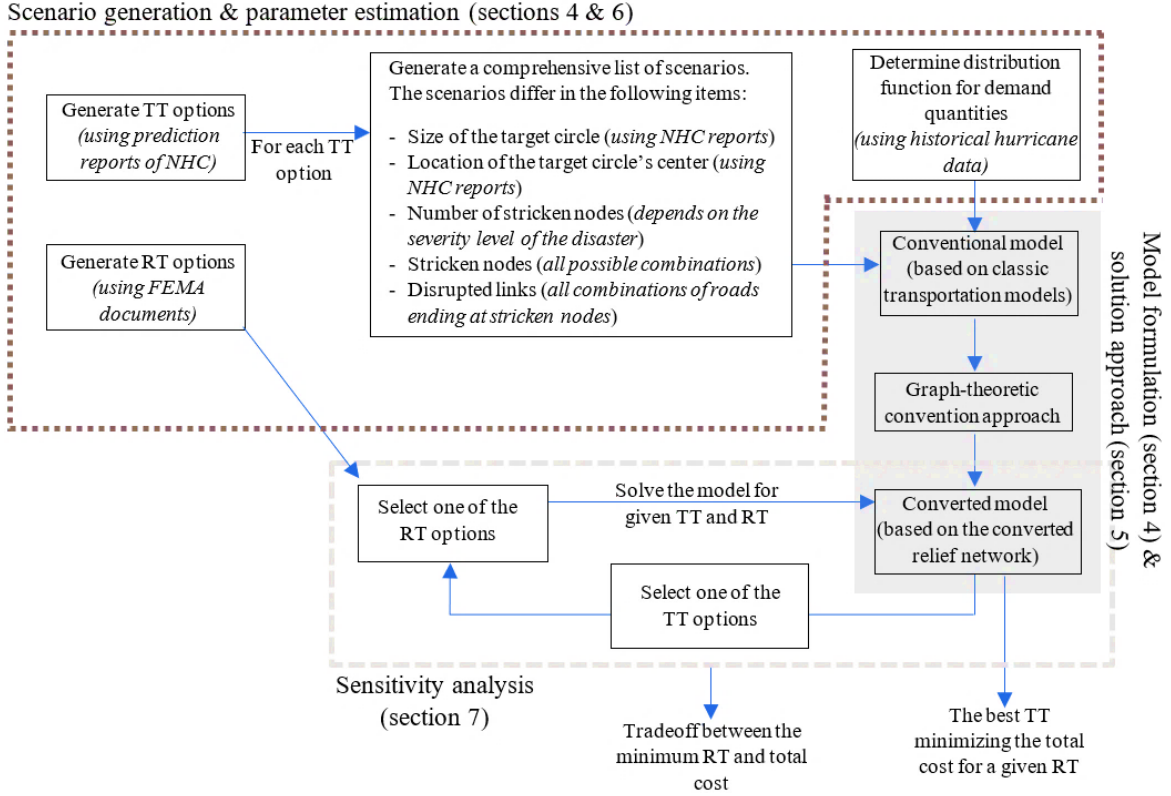 Scenario generation & parameter estimation (sections 4 & 6)
Generate TT options
(using prediction
reports of NHC)
For each TT
option
Generate a comprehensive list of scenarios.
The scenarios differ in the following items:
- Size of the target circle (using NHC reports)
- Location of the target circle's center (using
NHC reports)
- Number of stricken nodes (depends on the
severity level of the disaster)
- Stricken nodes (all possible combinations)
- Disrupted links (all combinations of roads
ending at stricken nodes)
Determine distribution
function for demand
quantities
(using historical hurricane
data)
Generate RT options
(using FEMA
documents)
Conventional model
(based on classic
transportation models)
Graph-theoretic
convention approach
Converted model
(based on the converted
relief network)
Model formulation (section 4) &
solution approach (section 5)
Select one of the
RT options
Solve the model for
given TT and RT
Select one of the
TT options
Sensitivity analysis
(section 7)
Tradeoff between the
minimum RT and total
cost
The best TT
minimizing the total
cost for a given RT